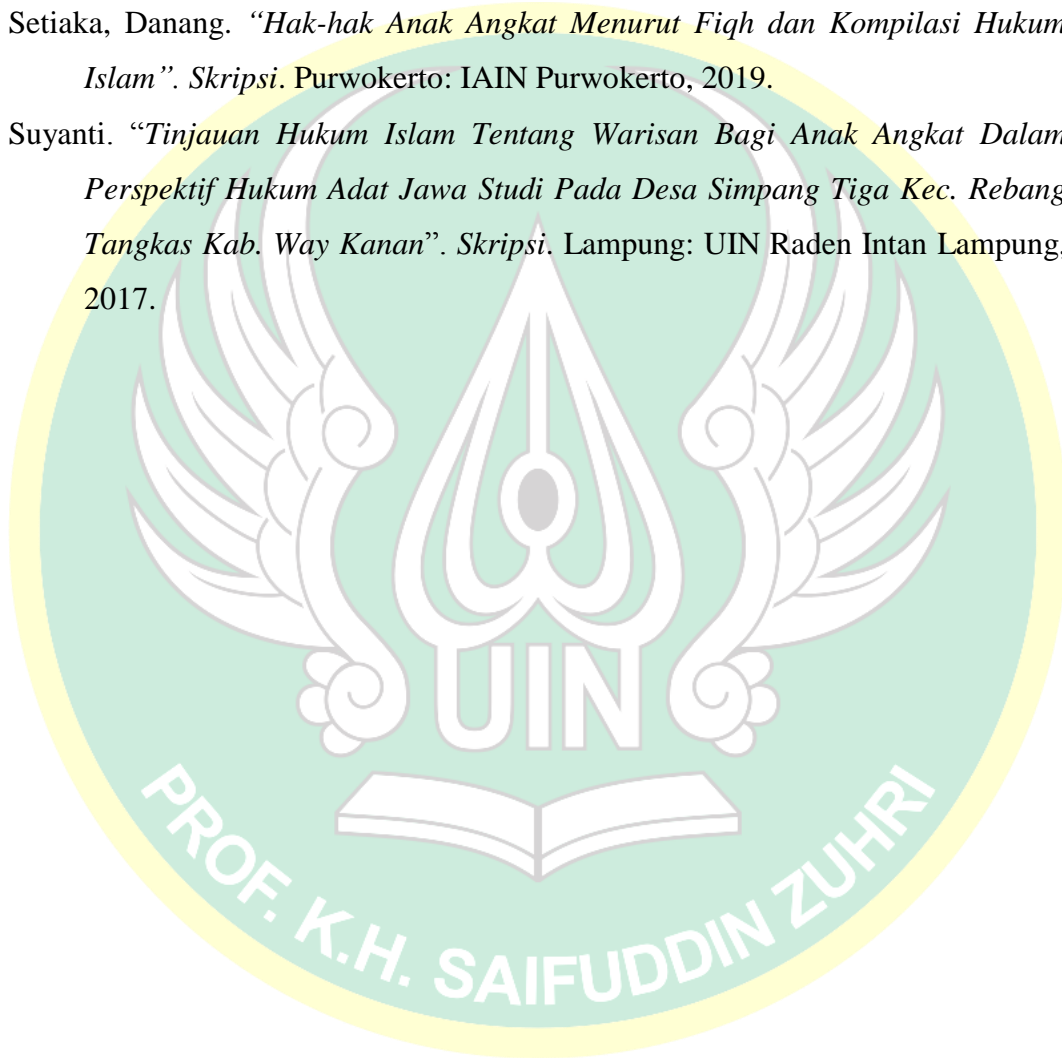 Setiaka, Danang. “Hak-hak Anak Angkat Menurut Fiqh dan Kompilasi Hukum
Islam”. Skripsi. Purwokerto: IAIN Purwokerto, 2019.
Suyanti. “Tinjauan Hukum Islam Tentang Warisan Bagi Anak Angkat Dalam
Perspektif Hukum Adat Jawa Studi Pada Desa Simpang Tiga Kec. Rebang
Tangkas Kab. Way Kanan”. Skripsi. Lampung: UIN Raden Intan Lampung,
2017.
UIN
PROF. K.H. SAIFUDDIN ZUHRI